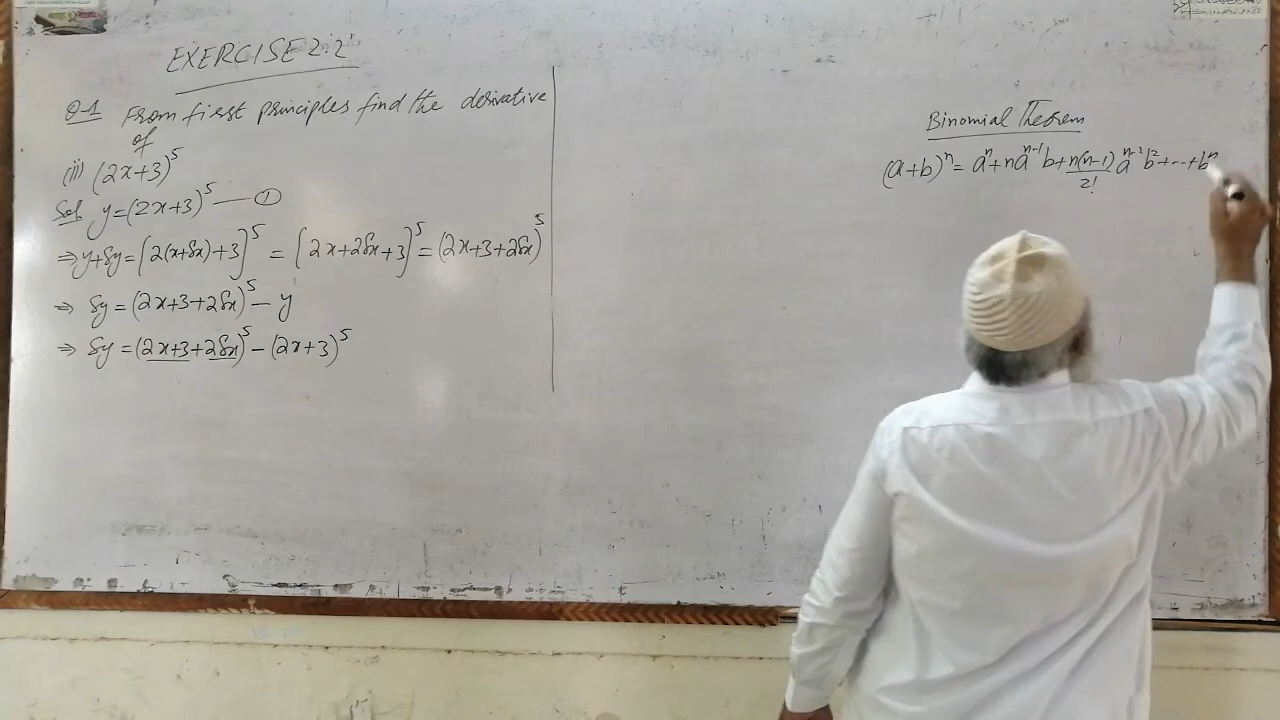 EXERCISE 2.2
Q-1 From first principles find the derivative
of
(ii) (2x+3)^5
Sol y=(2x+3)^5 — ①
⇒ y+δy = [2(x+δx)+3]^5 = [2x+2δx+3]^5 = (2x+3+2δx)^5
⇒ δy = (2x+3+2δx)^5 − y
⇒ δy = (2x+3+2δx)^5 − (2x+3)^5
Binomial Theorem
(a+b)^n = a^n + na^{n-1}b + n(n-1)/2! a^{n-2}b^2 + --- + b^n